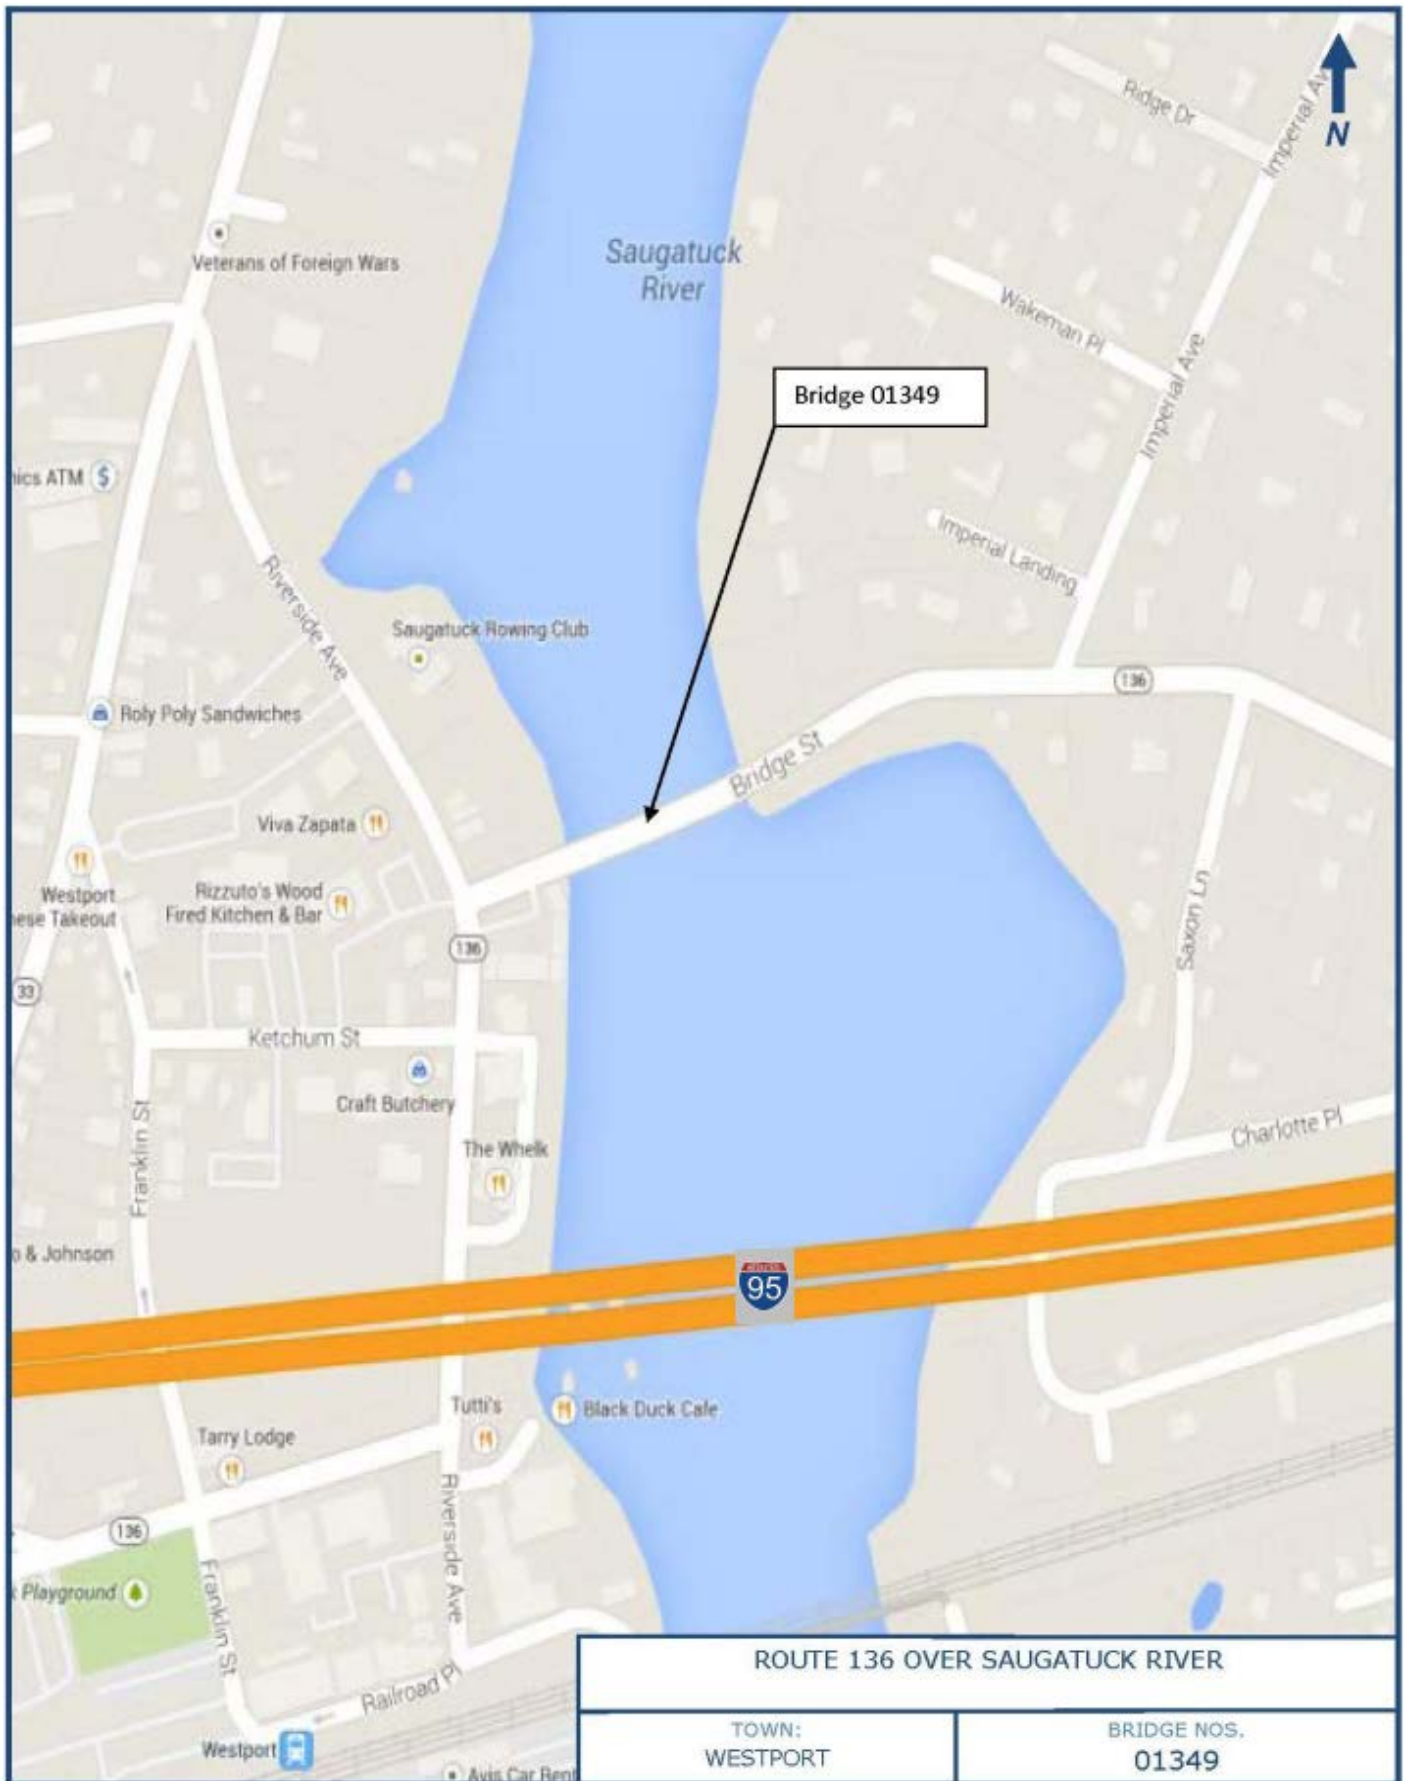 Ridge Dr
Imperial Av
N
Saugatuck
River
Veterans of Foreign Wars
Wakeman Pl
Imperial Ave
Bridge 01349
ATM
$
Imperial Landing
Riverside Ave
Saugatuck Rowing Club
136
Roly Poly Sandwiches
Bridge St
Viva Zapata
Westport
Takeout
Rizzuto's Wood
Fired Kitchen & Bar
136
Saxon Ln
33
Ketchum St
Craft Butchery
Franklin St
The Whelk
Charlotte Pl
& Johnson
95
Tutti's
Black Duck Cafe
Tarry Lodge
136
Riverside Ave
Playground
Franklin St
Railroad Pl
Westport
Avis Car Rent
ROUTE 136 OVER SAUGATUCK RIVER
TOWN:
WESTPORT
BRIDGE NOS.
01349